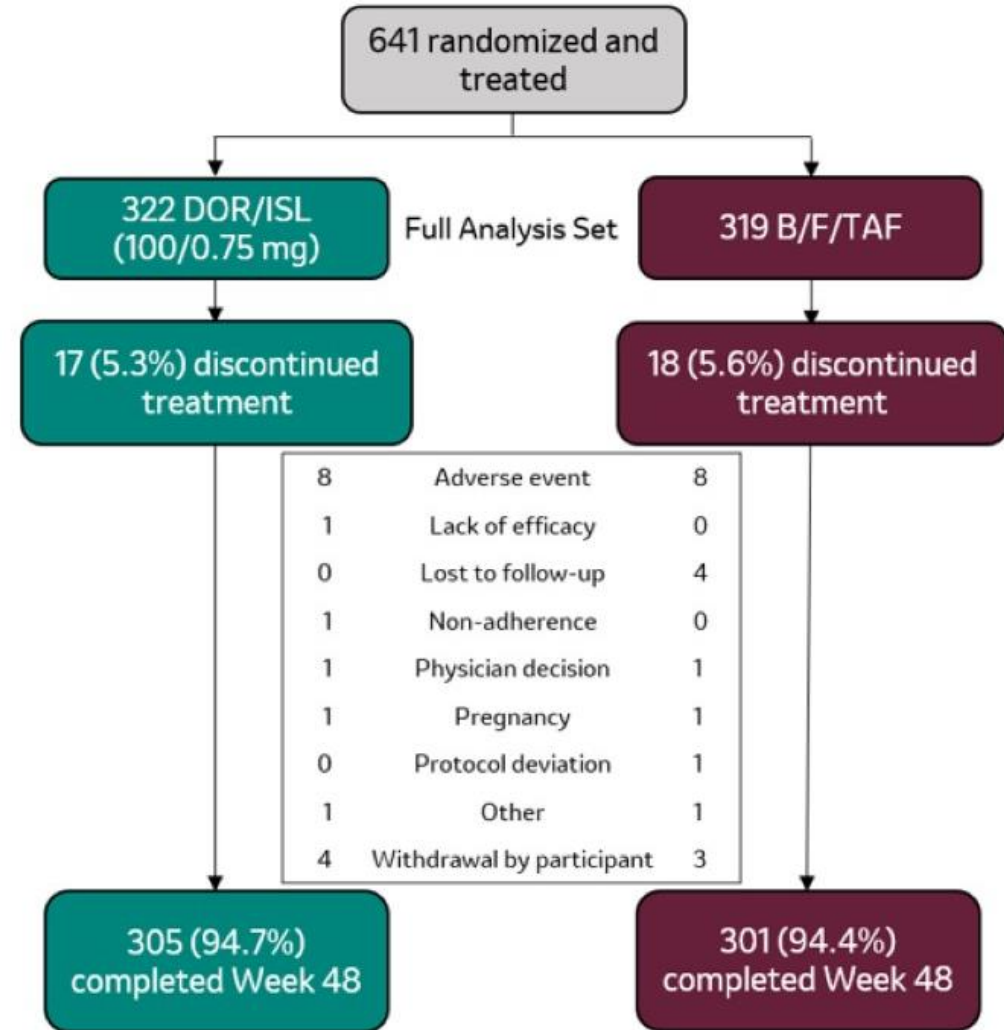 641 randomized and
treated
322 DOR/ISL
(100/0.75 mg)
Full Analysis Set
319 B/F/TAF
17 (5.3%) discontinued
treatment
18 (5.6%) discontinued
treatment
8 Adverse event 8
1 Lack of efficacy 0
0 Lost to follow-up 4
1 Non-adherence 0
1 Physician decision 1
1 Pregnancy 1
0 Protocol deviation 1
1 Other 1
4 Withdrawal by participant 3
305 (94.7%)
completed Week 48
301 (94.4%)
completed Week 48